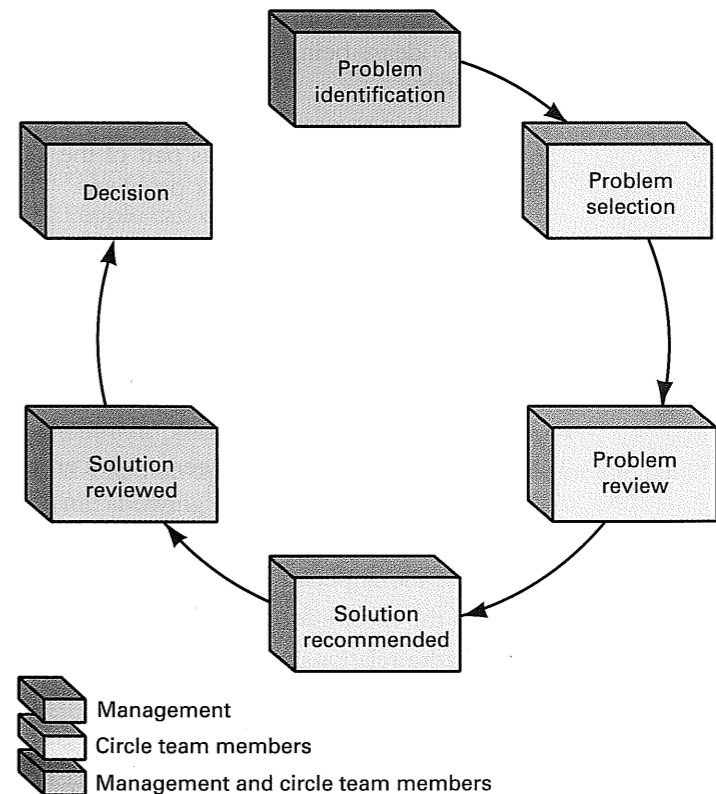 Problem
identification
Problem
selection
Problem
review
Solution
recommended
Solution
reviewed
Decision
Management
Circle team members
Management and circle team members